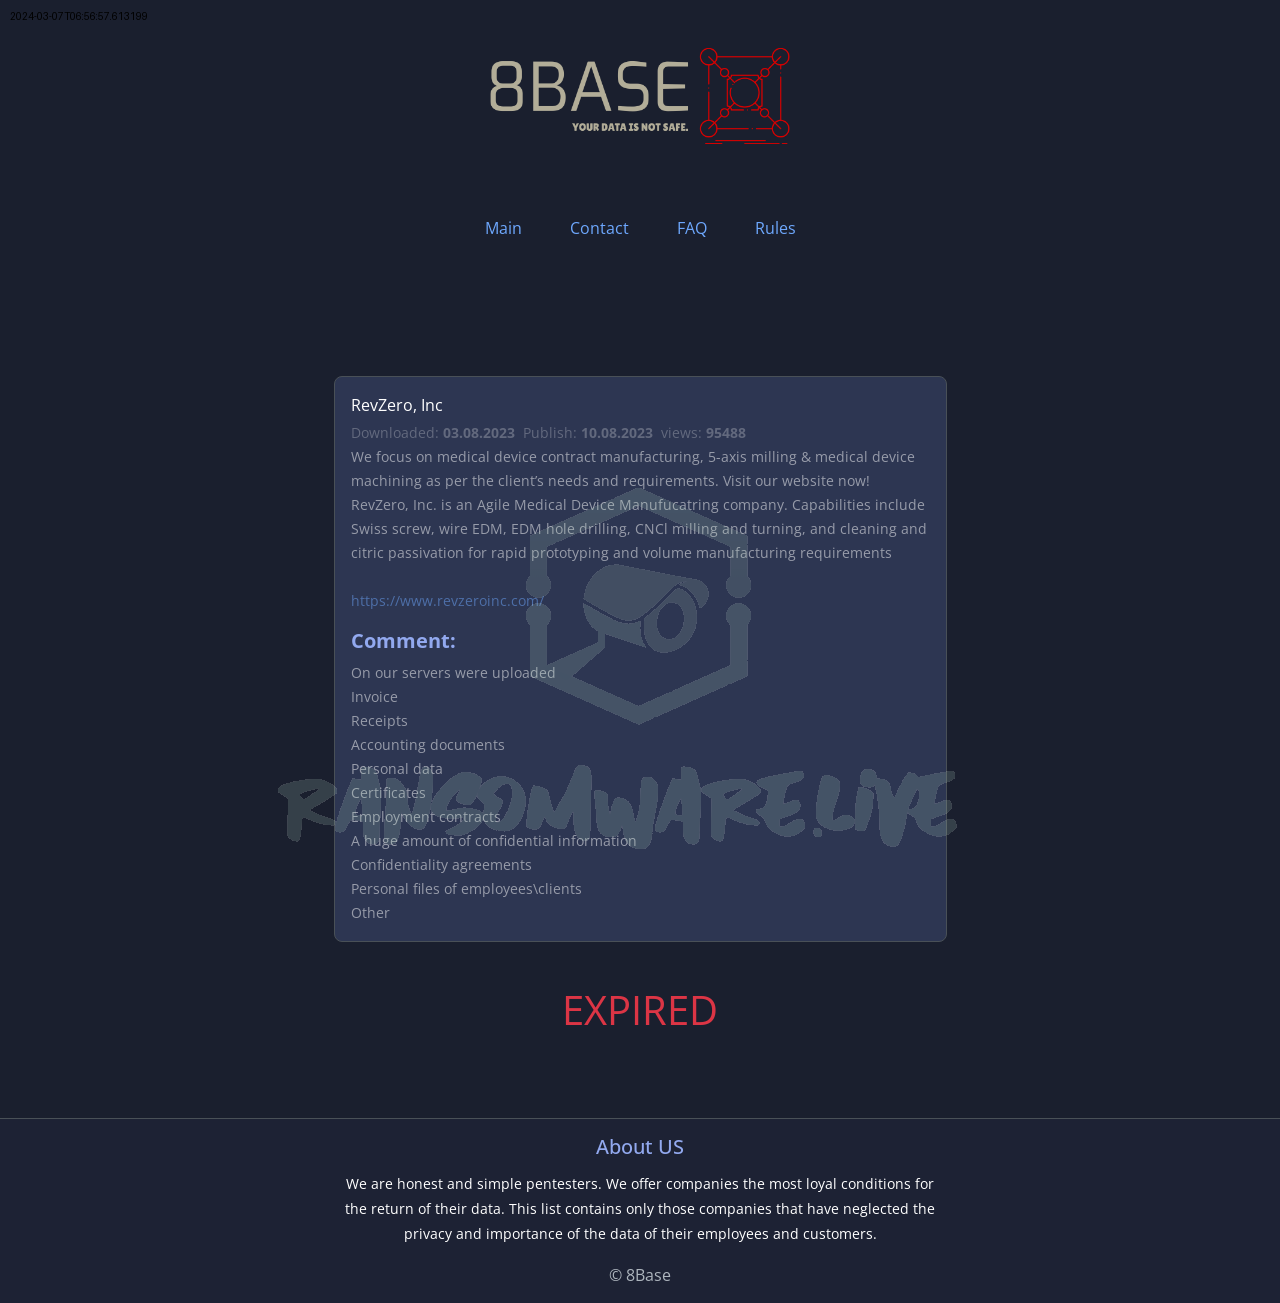 2024-03-07T06:56:57.613199
8BASE
YOUR DATA IS NOT SAFE.
Main Contact FAQ Rules
RevZero, Inc
Downloaded: 03.08.2023 Publish: 10.08.2023 views: 95488
We focus on medical device contract manufacturing, 5-axis milling & medical device
machining as per the client’s needs and requirements. Visit our website now!
RevZero, Inc. is an Agile Medical Device Manufucatring company. Capabilities include
Swiss screw, wire EDM, EDM hole drilling, CNCl milling and turning, and cleaning and
citric passivation for rapid prototyping and volume manufacturing requirements
https://www.revzeroinc.com/
Comment:
On our servers were uploaded
Invoice
Receipts
Accounting documents
Personal data
Certificates
Employment contracts
A huge amount of confidential information
Confidentiality agreements
Personal files of employees\clients
Other
RANSOMWARE.LIVE
EXPIRED
About US
We are honest and simple pentesters. We offer companies the most loyal conditions for
the return of their data. This list contains only those companies that have neglected the
privacy and importance of the data of their employees and customers.
© 8Base